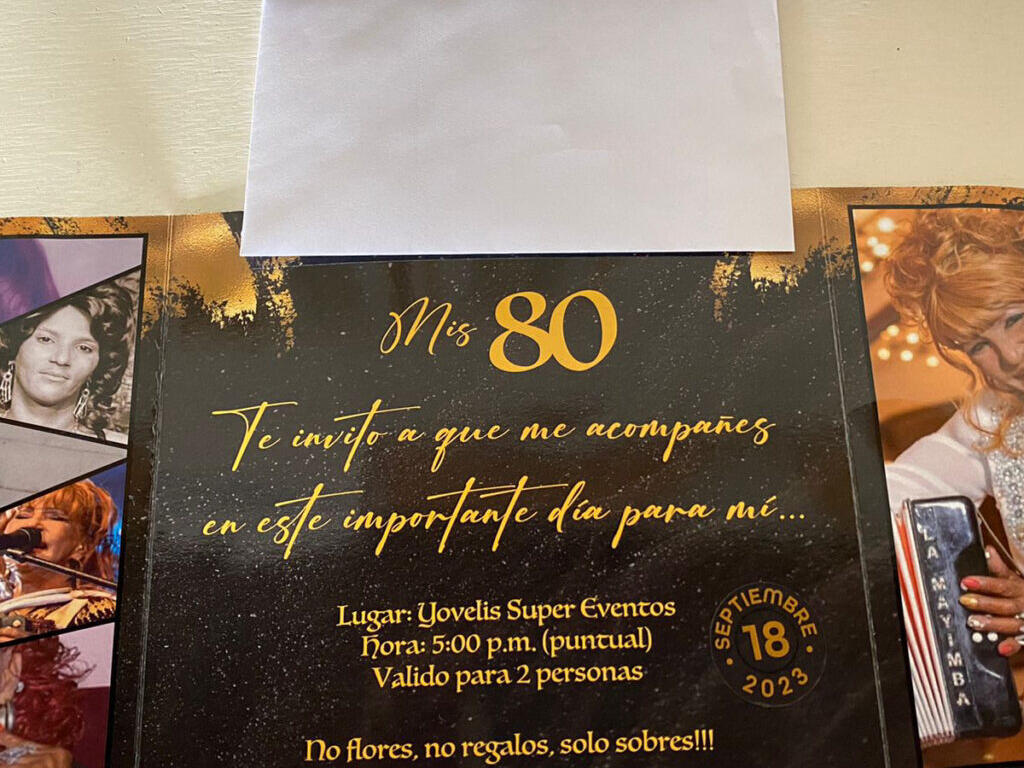 Mis 80
Te invito a que me acompañes
en este importante día para mí...
Lugar: Yovelis Super Eventos
Hora: 5:00 p.m. (puntual)
Valido para 2 personas
SEPTIEMBRE
18
2023
No flores, no regalos, solo sobres!!!
LA MAYIMBA